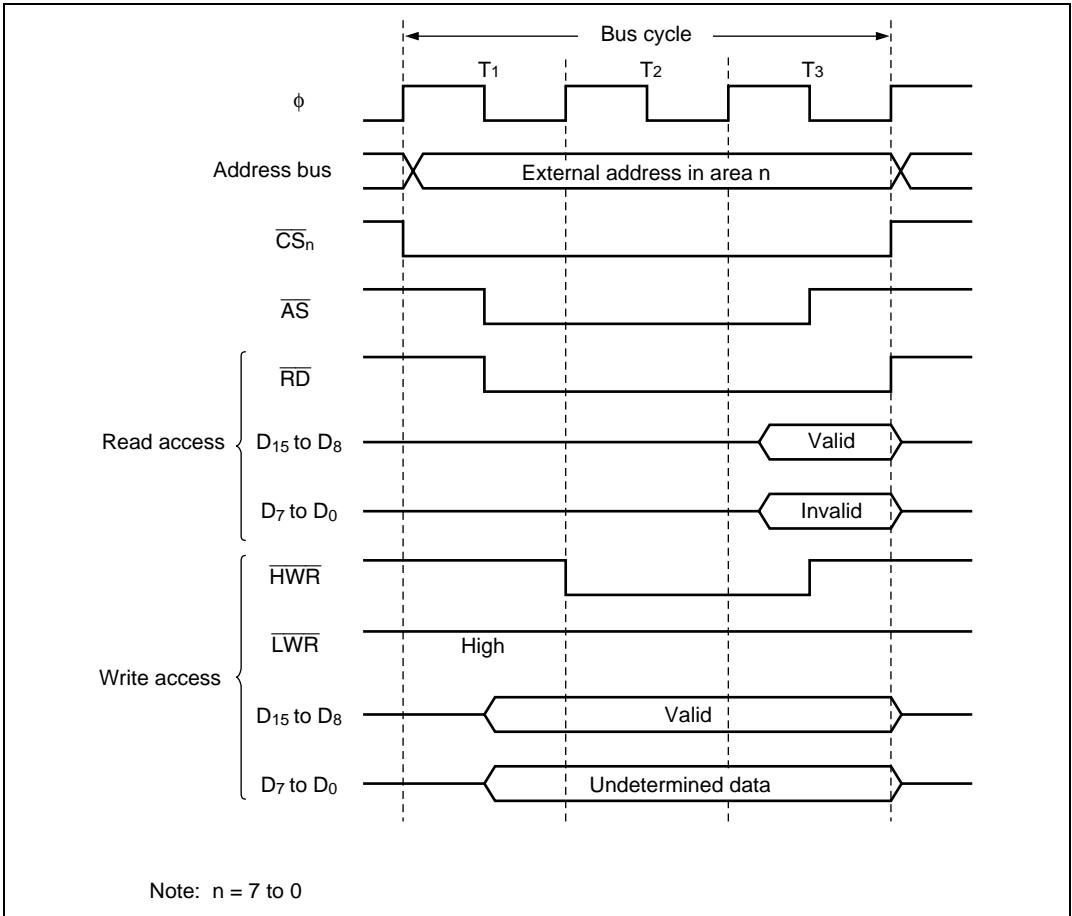 Bus cycle
T1 T2 T3
φ
Address bus External address in area n
CSn
AS
RD
Read access D15 to D8 Valid
D7 to D0 Invalid
HWR
LWR High
Write access
D15 to D8 Valid
D7 to D0 Undetermined data
Note: n = 7 to 0